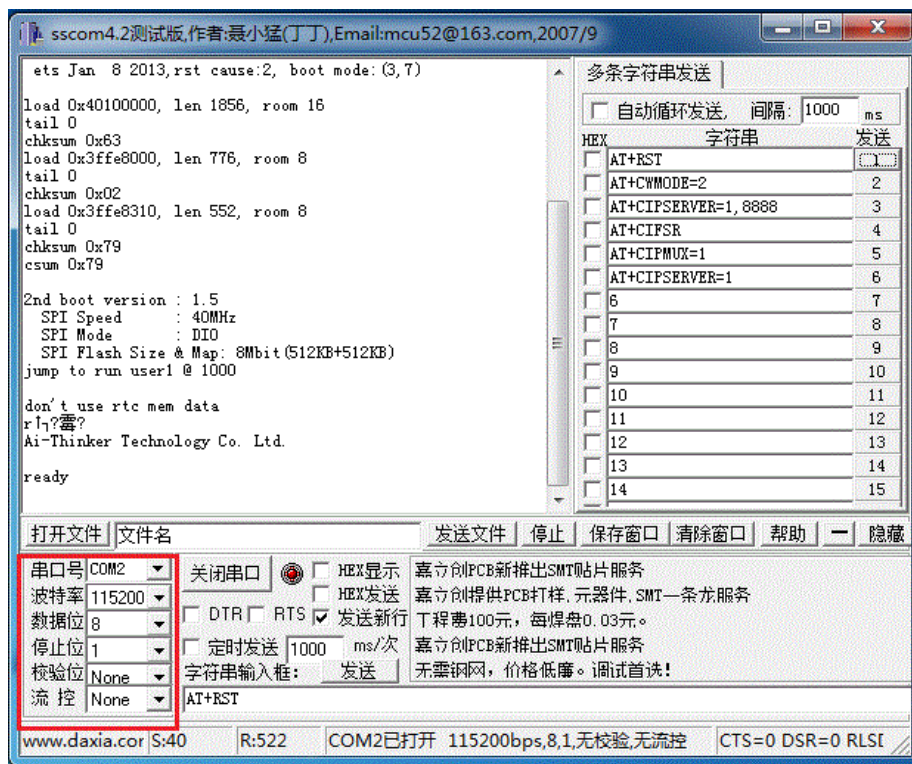 sscom4.2测试版,作者:聂小猛(丁丁),Email:mcu52@163.com,2007/9
ets Jan 8 2013,rst cause:2, boot mode:(3,7)
load 0x40100000, len 1856, room 16
tail 0
chksum 0x63
load 0x3ffe8000, len 776, room 8
tail 0
chksum 0x02
load 0x3ffe8310, len 552, room 8
tail 0
chksum 0x79
csum 0x79
2nd boot version : 1.5
SPI Speed : 40MHz
SPI Mode : DIO
SPI Flash Size & Map: 8Mbit(512KB+512KB)
jump to run user1 @ 1000
don't use rtc mem data
Ai-Thinker Technology Co. Ltd.
ready
多条字符串发送
自动循环发送, 间隔: 1000 ms
HEX 字符串 发送
AT+RST 1
AT+CWMODE=2 2
AT+CIPSERVER=1,8888 3
AT+CIFSR 4
AT+CIPMUX=1 5
AT+CIPSERVER=1 6
6 7
7 8
8 9
9 10
10 11
11 12
12 13
13 14
14 15
打开文件 文件名 发送文件 停止 保存窗口 清除窗口 帮助 一 隐藏
串口号 COM2
波特率 115200
数据位 8
停止位 1
校验位 None
流 控 None
关闭串口 HEX显示
HEX发送
DTR RTS 发送新行
定时发送 1000 ms/次
字符串输入框: 发送
AT+RST
嘉立创PCB新推出SMT贴片服务
嘉立创提供PCB打样.元器件.SMT一条龙服务
工程费100元，每焊盘0.03元。
嘉立创PCB新推出SMT贴片服务
无需钢网，价格低廉。调试首选!
www.daxia.cor S:40 R:522 COM2已打开 115200bps,8,1,无校验,无流控 CTS=0 DSR=0 RLSI